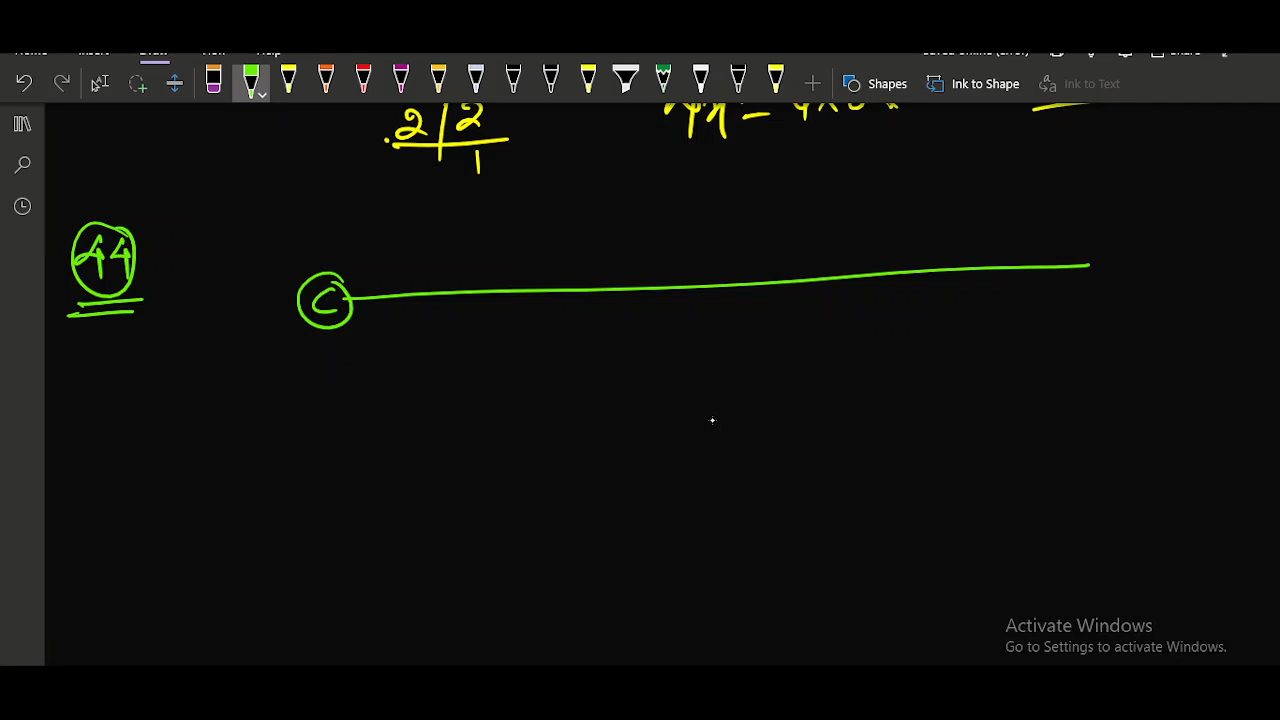 Shapes Ink to Shape Ink to Text
2 2
1
44
C
Activate Windows
Go to Settings to activate Windows.